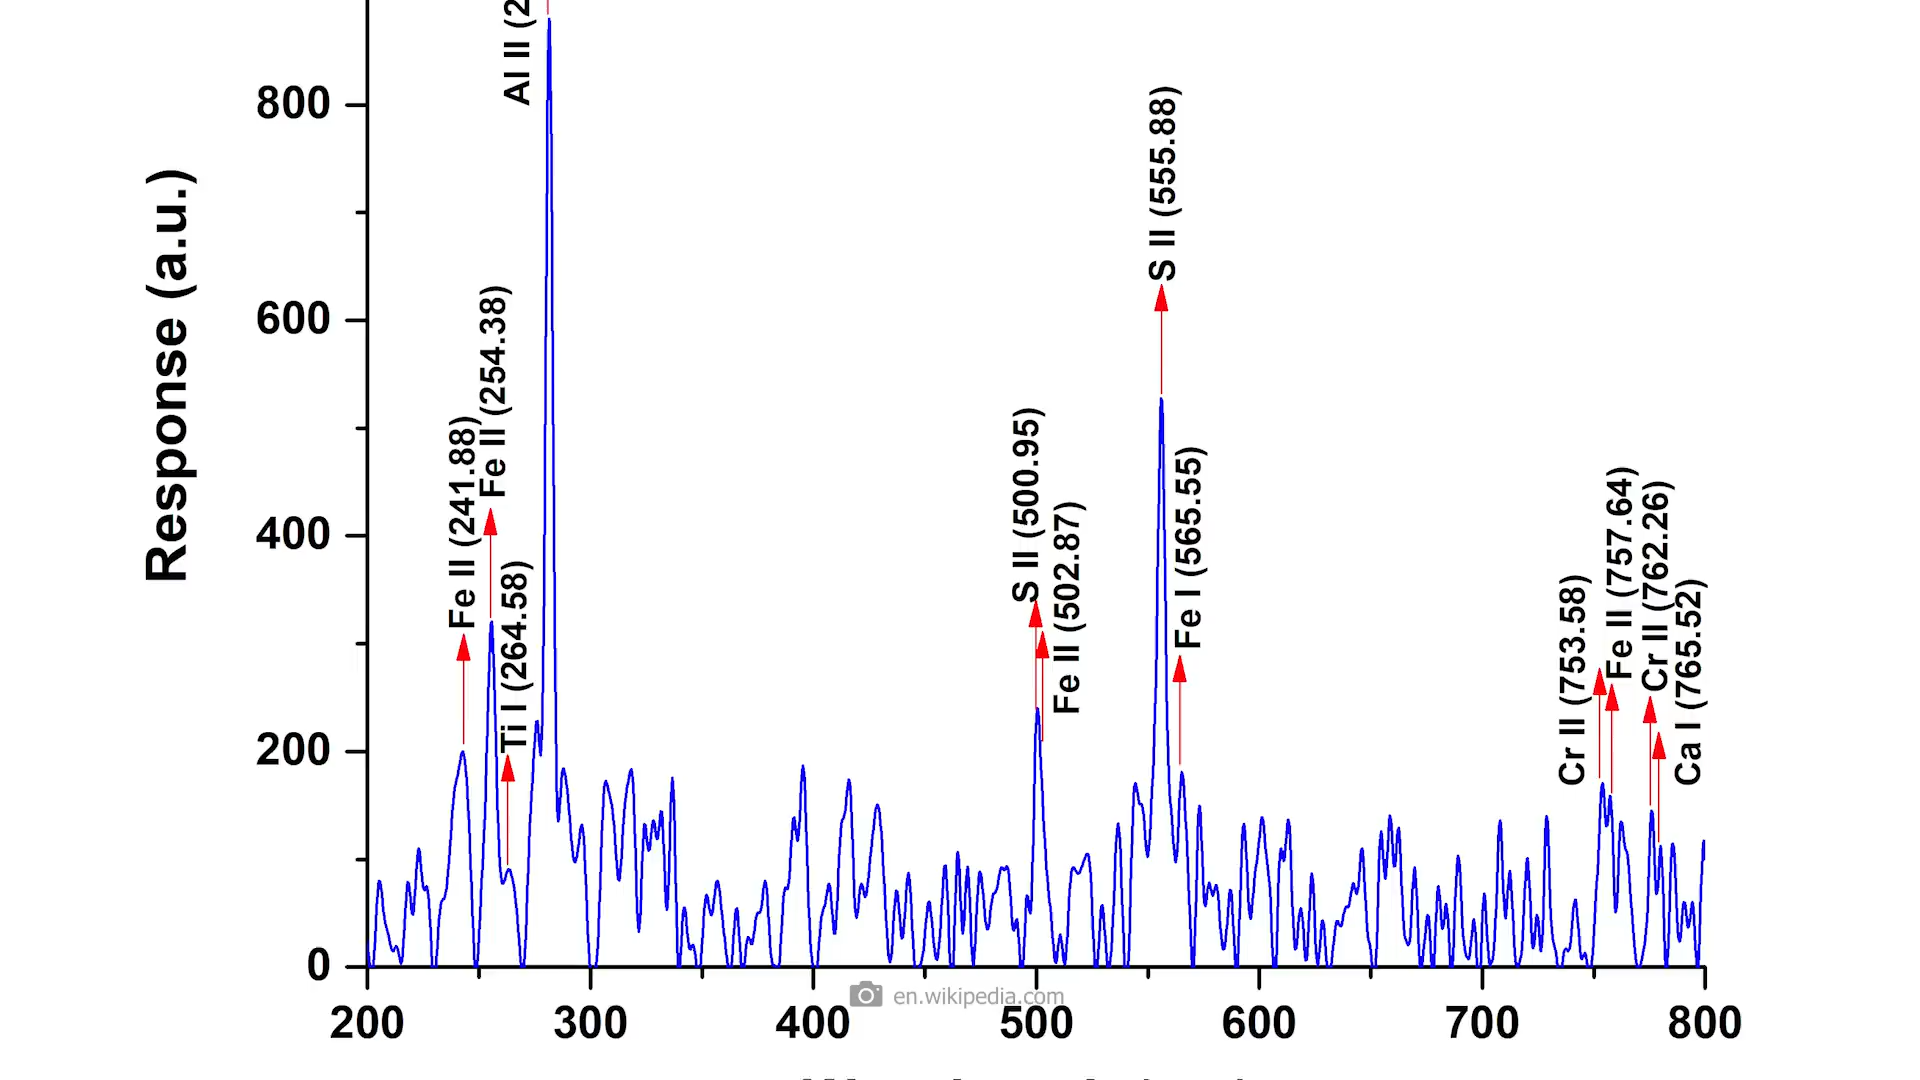 Al II (2
800
600
400
200
0
Response (a.u.)
Fe II (241.88)
Fe II (254.38)
Ti I (264.58)
S II (500.95)
Fe II (502.87)
S II (555.88)
Fe I (565.55)
Cr II (753.58)
Fe II (757.64)
Cr II (762.26)
Ca I (765.52)
200 300 400 500 600 700 800
en.wikipedia.com